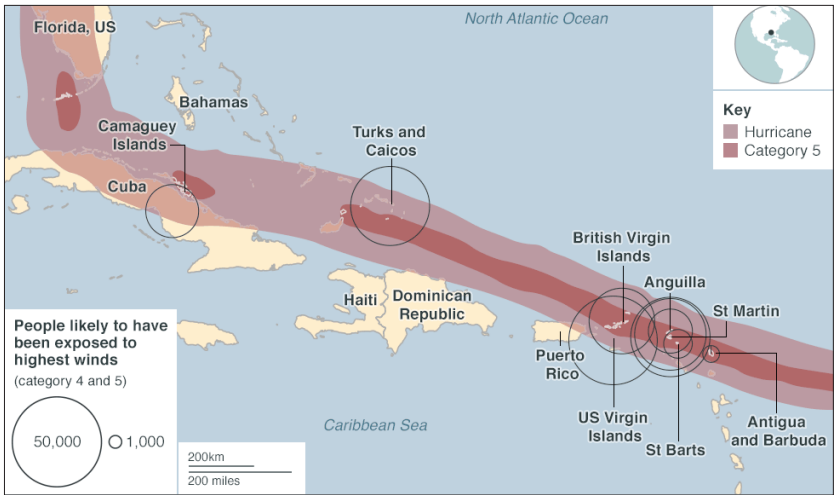 North Atlantic Ocean
Florida, US
Bahamas
Camaguey
Islands
Turks and
Caicos
Cuba
Key
Hurricane
Category 5
British Virgin
Islands
Anguilla
St Martin
Haiti
Dominican
Republic
Puerto
Rico
US Virgin
Islands
St Barts
Antigua
and Barbuda
Caribbean Sea
People likely to have
been exposed to
highest winds
(category 4 and 5)
50,000
1,000
200km
200 miles